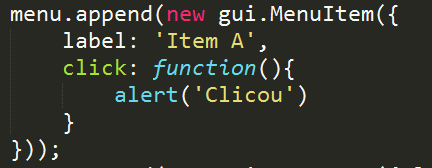 menu.append(new gui.MenuItem({
    label: 'Item A',
    click: function(){
        alert('Clicou')
    }
}));